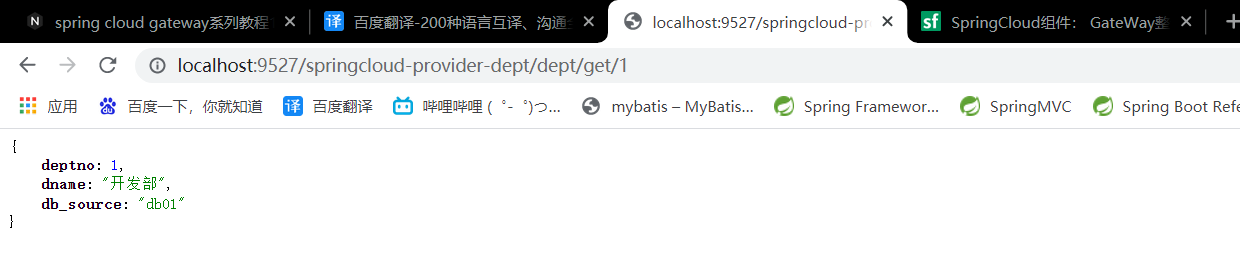 spring cloud gateway系列教程
百度翻译-200种语言互译、沟通全
localhost:9527/springcloud-pro
SpringCloud组件： GateWay整
localhost:9527/springcloud-provider-dept/dept/get/1
应用
百度一下，你就知道
百度翻译
哔哩哔哩 (゜-゜)つ...
mybatis – MyBatis...
Spring Framewor...
SpringMVC
Spring Boot Refe
{
deptno: 1,
dname: "开发部",
db_source: "db01"
}